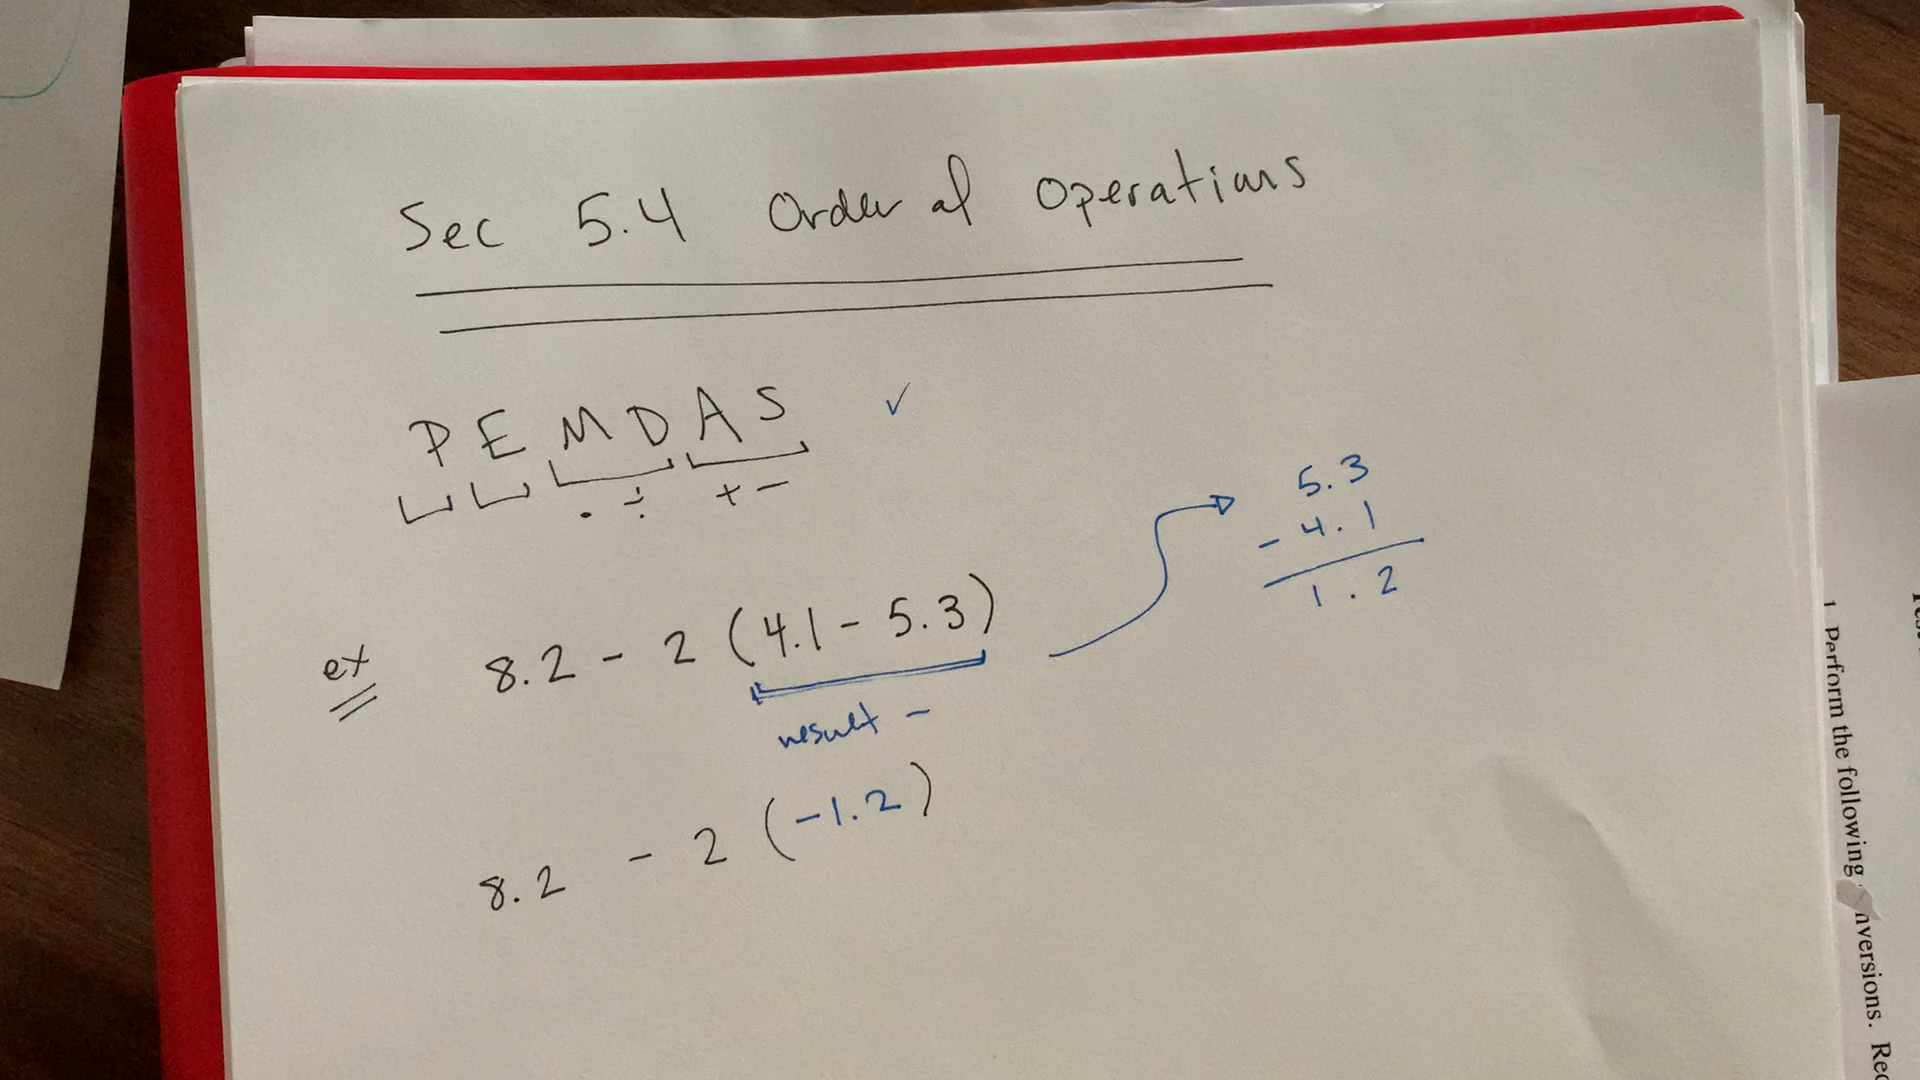 Sec 5.4 Order of Operations
PEMDAS ✓
· ÷ + −
ex 8.2 - 2 (4.1 - 5.3)
result -
8.2 - 2 (-1.2)
5.3
- 4.1
1.2
1 Perform the following
nversions. Rec